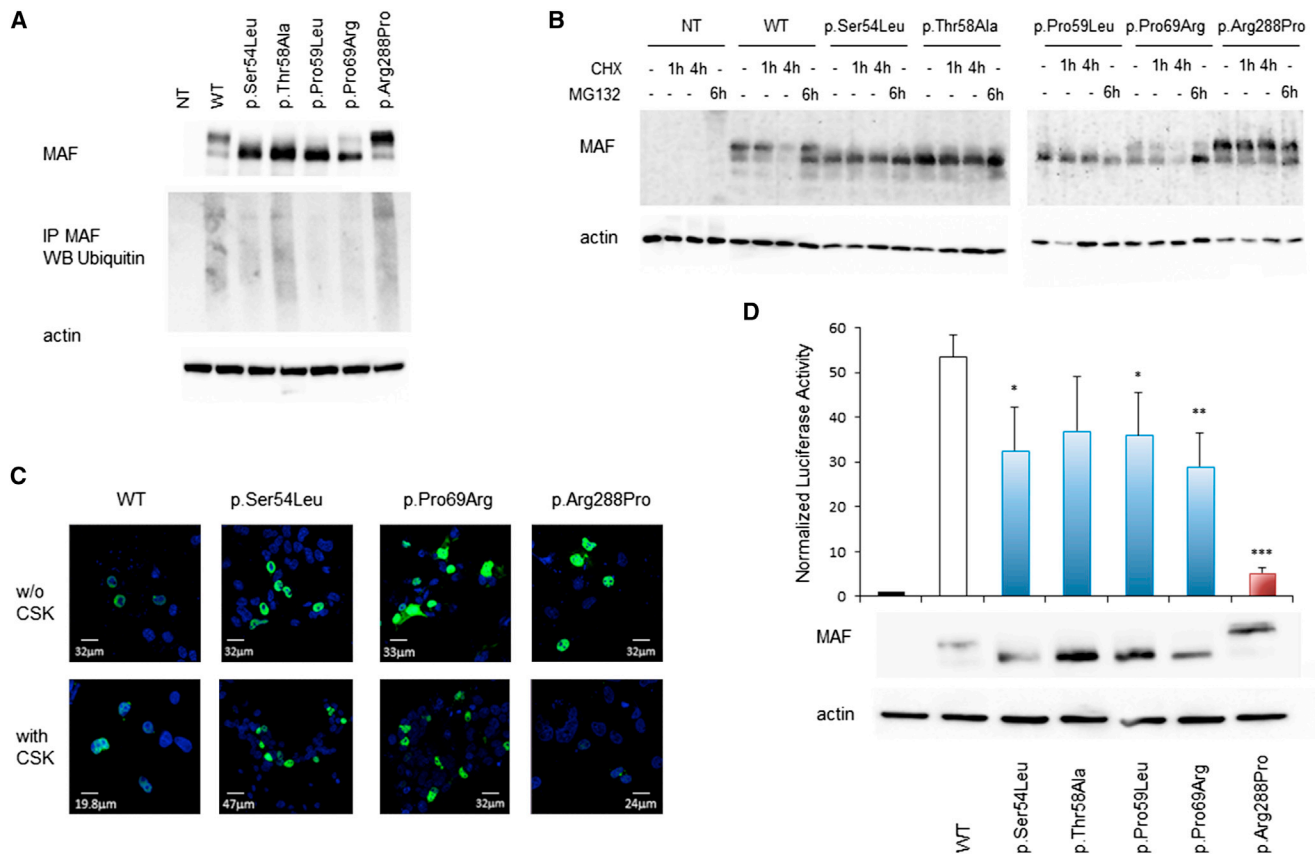 A
NT
WT
p.Ser54Leu
p.Thr58Ala
p.Pro59Leu
p.Pro69Arg
p.Arg288Pro
MAF
IP MAF
WB Ubiquitin
actin
B
NT WT p.Ser54Leu p.Thr58Ala p.Pro59Leu p.Pro69Arg p.Arg288Pro
CHX - 1h 4h - - 1h 4h - - 1h 4h - - 1h 4h - - 1h 4h - - 1h 4h - - 1h 4h -
MG132 - - - 6h - - - 6h - - - 6h - - - 6h - - - 6h - - - 6h - - - 6h
MAF
actin
C
WT p.Ser54Leu p.Pro69Arg p.Arg288Pro
w/o
CSK
32μm 32μm 33μm 32μm
with
CSK
19.8μm 47μm 32μm 24μm
D
Normalized Luciferase Activity
60
50
40
30
20
10
0
* * ** ***
MAF
actin
WT
p.Ser54Leu
p.Thr58Ala
p.Pro59Leu
p.Pro69Arg
p.Arg288Pro